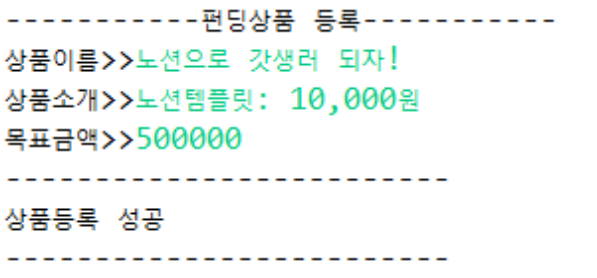 -----------펀딩상품 등록-----------
상품이름>>노션으로 갓생러 되자!
상품소개>>노션템플릿: 10,000원
목표금액>>500000
-------------------------
상품등록 성공
-------------------------